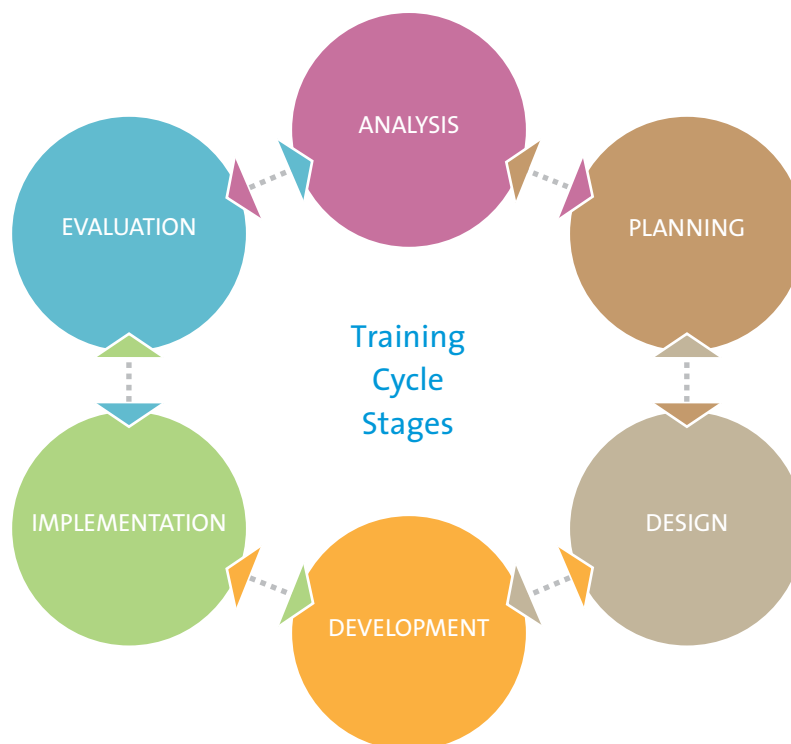 ANALYSIS
EVALUATION
PLANNING
Training
Cycle
Stages
IMPLEMENTATION
DESIGN
DEVELOPMENT